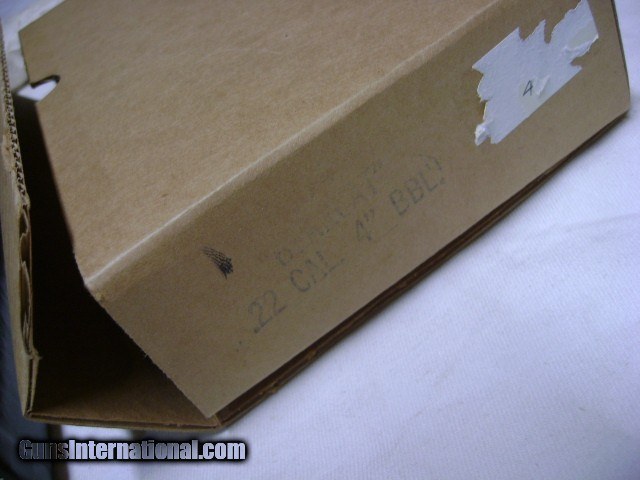 4
.22 CAL. 4" BBL.
GunsInternational.com